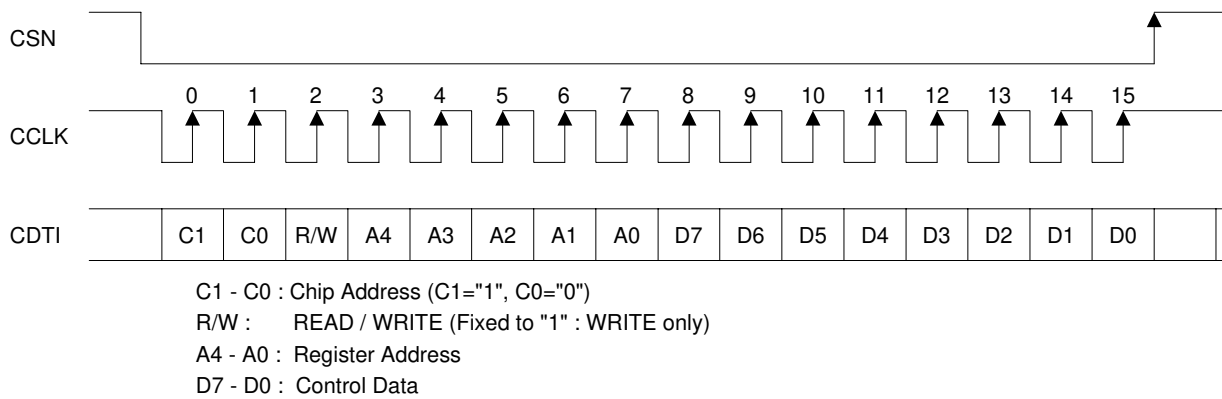 CSN
0 1 2 3 4 5 6 7 8 9 10 11 12 13 14 15
CCLK
CDTI C1 C0 R/W A4 A3 A2 A1 A0 D7 D6 D5 D4 D3 D2 D1 D0
C1 - C0 : Chip Address (C1="1", C0="0")
R/W : READ / WRITE (Fixed to "1" : WRITE only)
A4 - A0 : Register Address
D7 - D0 : Control Data